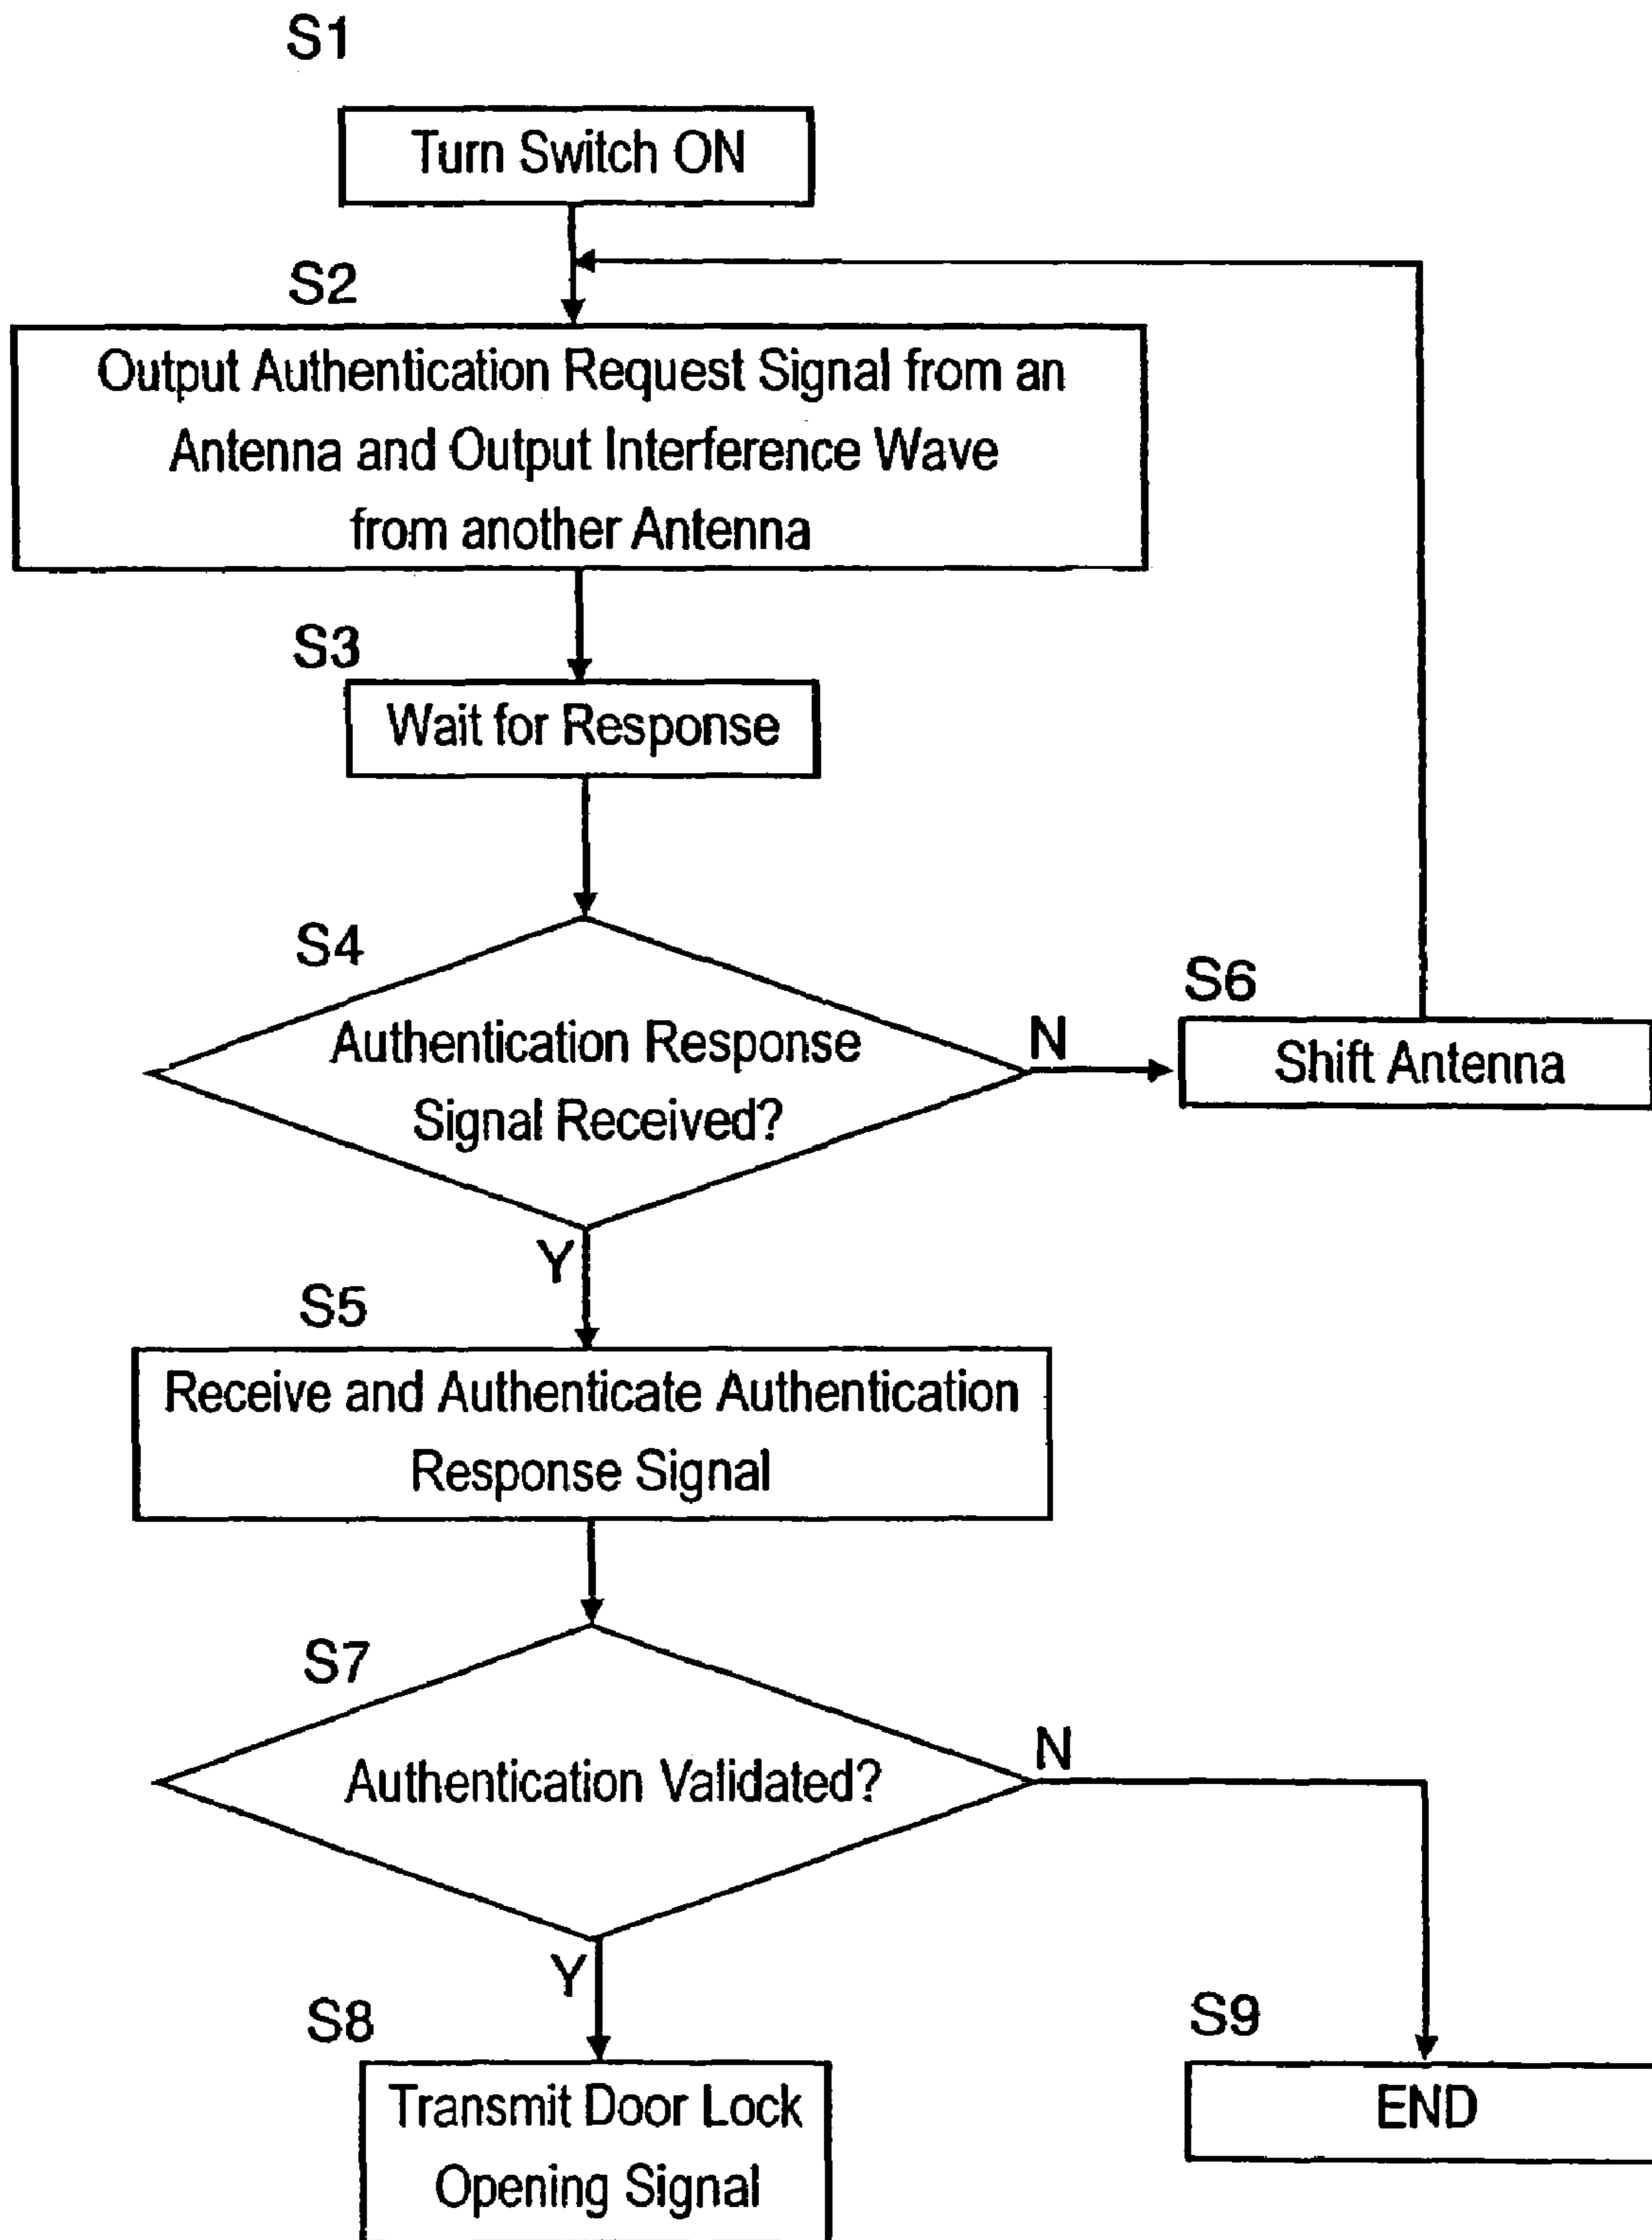 S1
Turn Switch ON
S2
Output Authentication Request Signal from an
Antenna and Output Interference Wave
from another Antenna
S3
Wait for Response
S4
Authentication Response
Signal Received?
N
S6
Shift Antenna
Y
S5
Receive and Authenticate Authentication
Response Signal
S7
Authentication Validated?
N
Y
S8
Transmit Door Lock
Opening Signal
S9
END